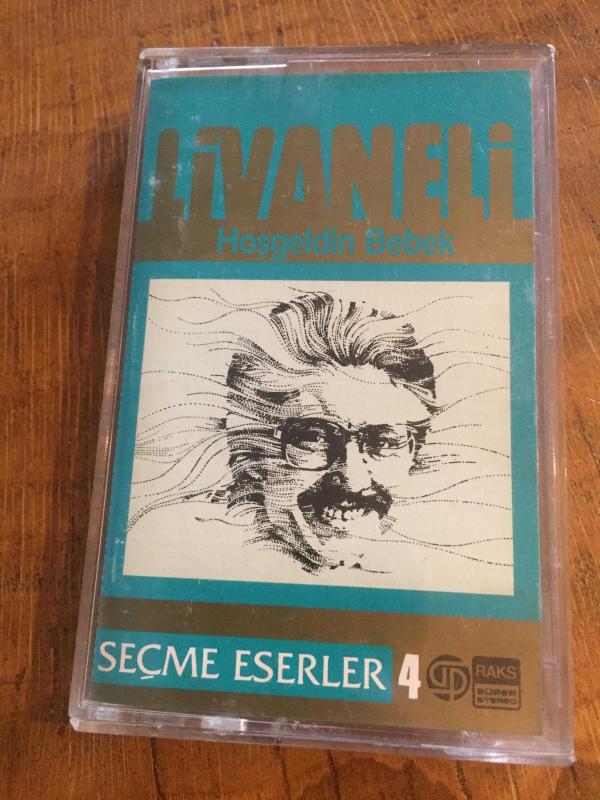 LİVANELİ
Hoşgeldin Bebek
SEÇME ESERLER 4
RAKS
SÜPER
STEREO